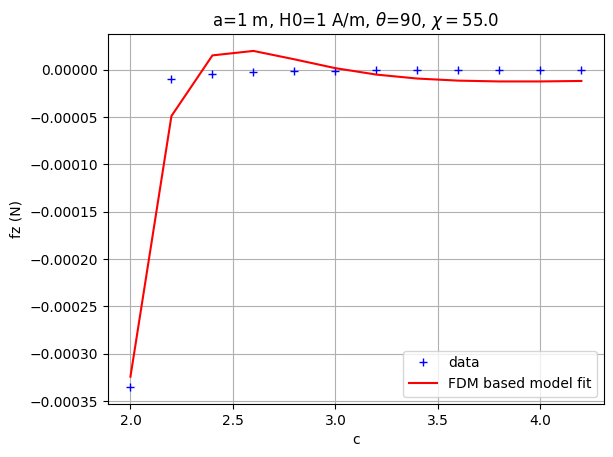 a=1 m, H0=1 A/m, θ=90, χ = 55.0
fz (N)
0.00000
−0.00005
−0.00010
−0.00015
−0.00020
−0.00025
−0.00030
−0.00035
data
FDM based model fit
2.0 2.5 3.0 3.5 4.0
c